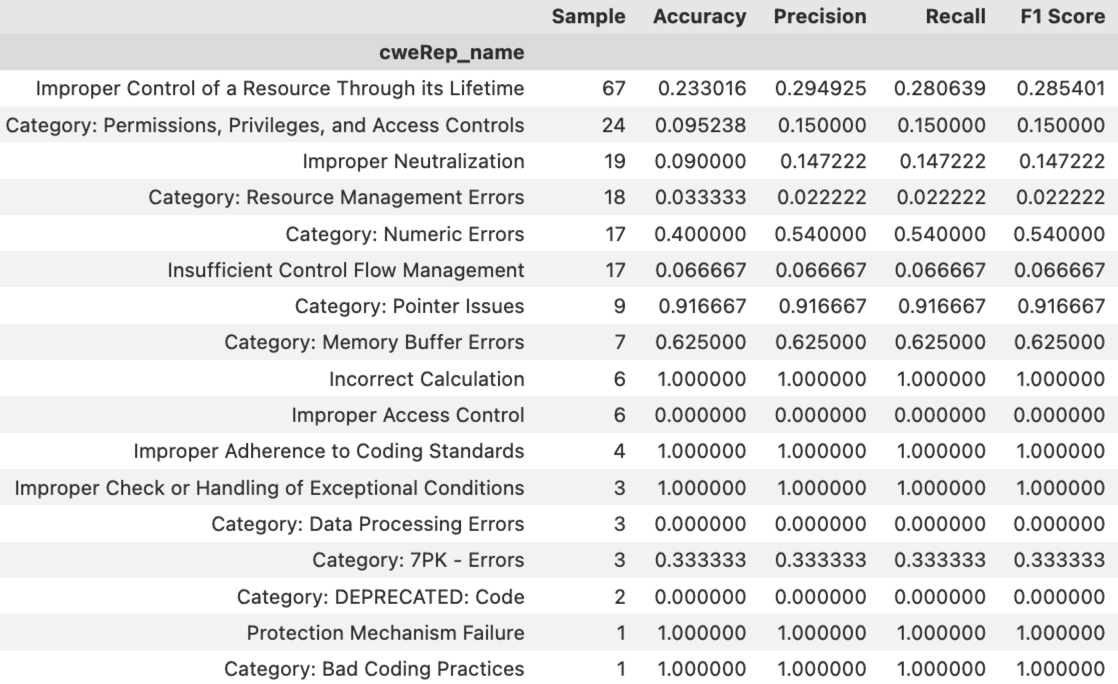 Sample Accuracy Precision Recall F1 Score
cweRep_name
Improper Control of a Resource Through its Lifetime 67 0.233016 0.294925 0.280639 0.285401
Category: Permissions, Privileges, and Access Controls 24 0.095238 0.150000 0.150000 0.150000
Improper Neutralization 19 0.090000 0.147222 0.147222 0.147222
Category: Resource Management Errors 18 0.033333 0.022222 0.022222 0.022222
Category: Numeric Errors 17 0.400000 0.540000 0.540000 0.540000
Insufficient Control Flow Management 17 0.066667 0.066667 0.066667 0.066667
Category: Pointer Issues 9 0.916667 0.916667 0.916667 0.916667
Category: Memory Buffer Errors 7 0.625000 0.625000 0.625000 0.625000
Incorrect Calculation 6 1.000000 1.000000 1.000000 1.000000
Improper Access Control 6 0.000000 0.000000 0.000000 0.000000
Improper Adherence to Coding Standards 4 1.000000 1.000000 1.000000 1.000000
Improper Check or Handling of Exceptional Conditions 3 1.000000 1.000000 1.000000 1.000000
Category: Data Processing Errors 3 0.000000 0.000000 0.000000 0.000000
Category: 7PK - Errors 3 0.333333 0.333333 0.333333 0.333333
Category: DEPRECATED: Code 2 0.000000 0.000000 0.000000 0.000000
Protection Mechanism Failure 1 1.000000 1.000000 1.000000 1.000000
Category: Bad Coding Practices 1 1.000000 1.000000 1.000000 1.000000